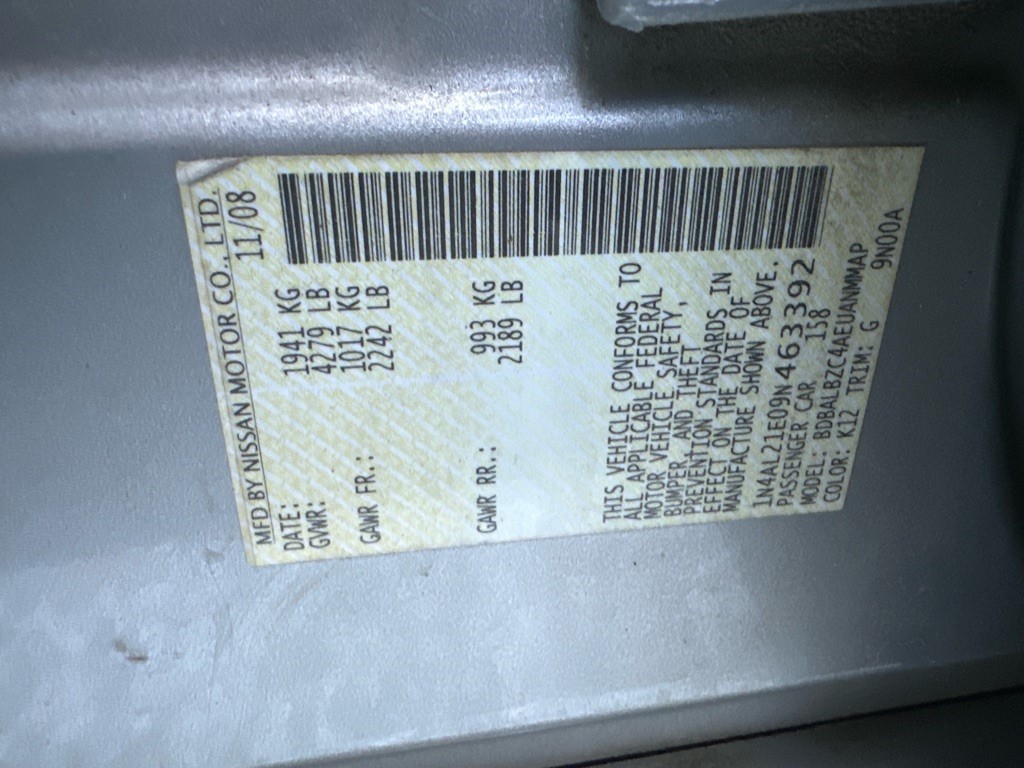 MFD BY NISSAN MOTOR CO., LTD.
DATE: 11/08
GVWR: 1941 KG
4279 LB
GAWR FR.: 1017 KG
2242 LB
GAWR RR.: 993 KG
2189 LB
THIS VEHICLE CONFORMS TO
ALL APPLICABLE FEDERAL
MOTOR VEHICLE SAFETY,
BUMPER, AND THEFT
PREVENTION STANDARDS IN
EFFECT ON THE DATE OF
MANUFACTURE SHOWN ABOVE.
1N4AL21E09N463392
PASSENGER CAR 158
MODEL: BDBALBZC4AEUANMMAP
COLOR: K12 TRIM: G 9N00A